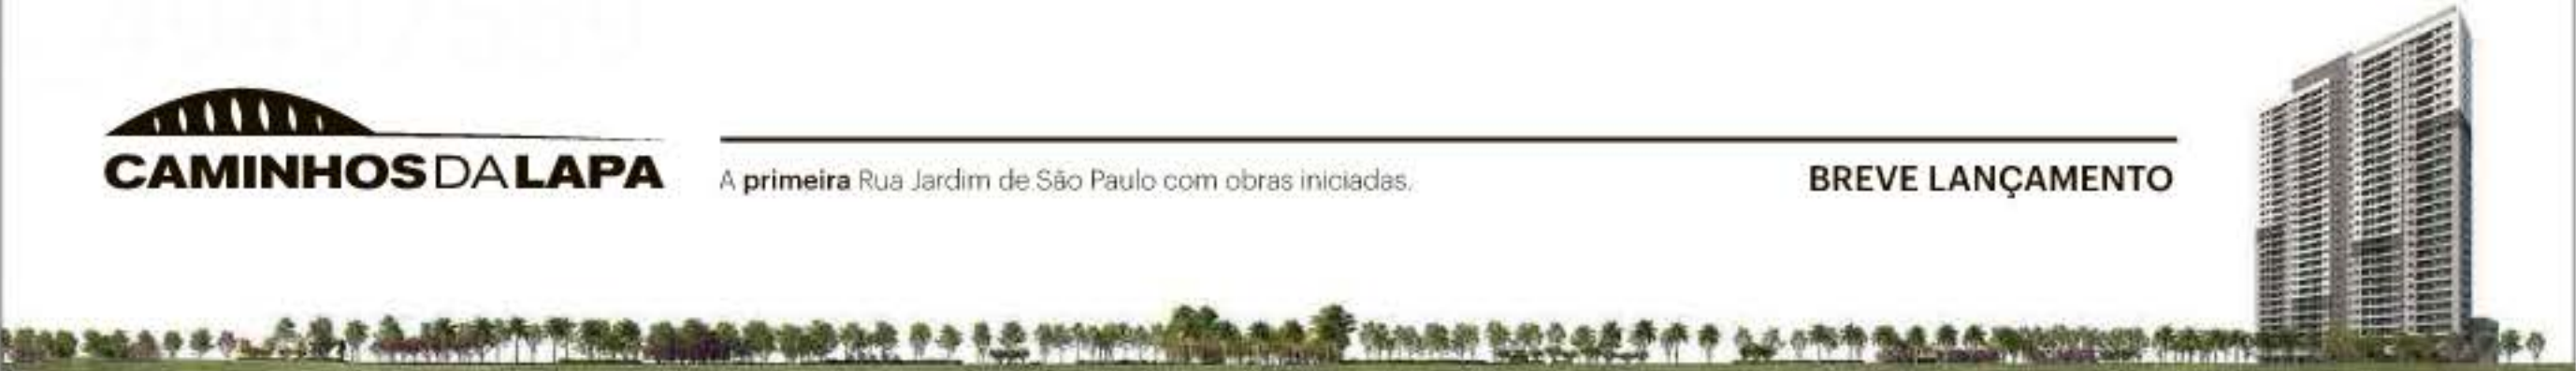 CAMINHOS DA LAPA
A primeira Rua Jardim de São Paulo com obras iniciadas.
BREVE LANÇAMENTO